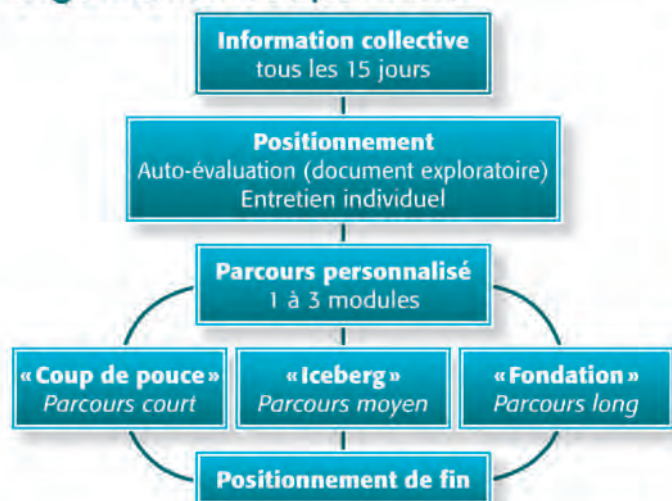 Information collective
tous les 15 jours
Positionnement
Auto-évaluation (document exploratoire)
Entretien individuel
Parcours personnalisé
1 à 3 modules
«Coup de pouce»
Parcours court
«Iceberg»
Parcours moyen
«Fondation»
Parcours long
Positionnement de fin